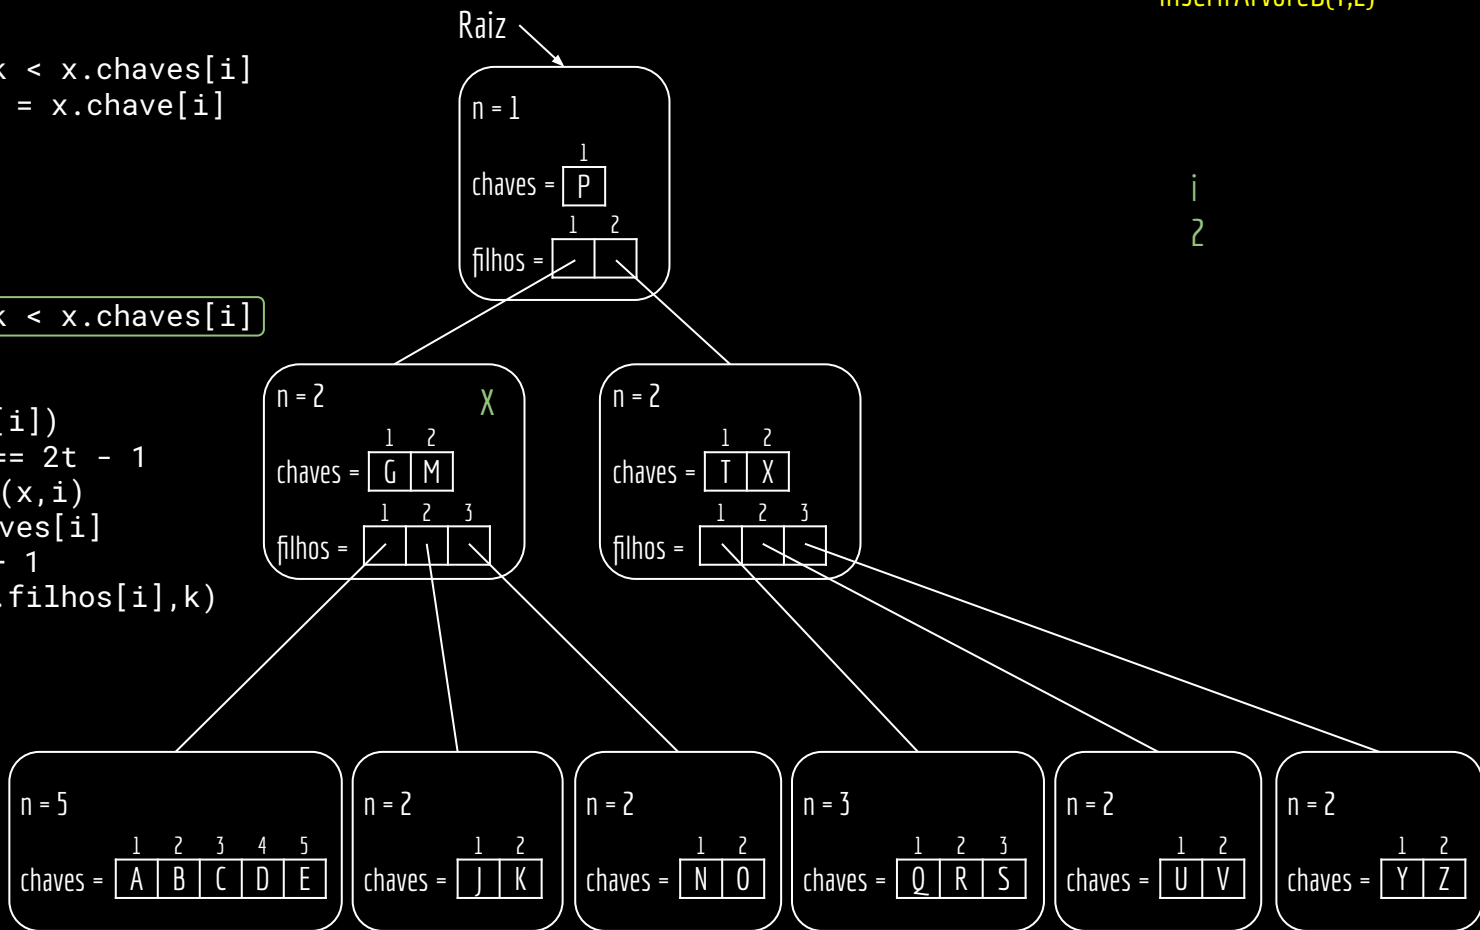 Raiz
k < x.chaves[i]
= x.chave[i]
k < x.chaves[i]
[i])
== 2t - 1
(x,i)
ves[i]
- 1
.filhos[i],k)
i
2
n = 1
1
chaves = P
1 2
filhos =
n = 2 X
1 2
chaves = G M
1 2 3
filhos =
n = 2
1 2
chaves = T X
1 2 3
filhos =
n = 5
1 2 3 4 5
chaves = A B C D E
n = 2
1 2
chaves = J K
n = 2
1 2
chaves = N O
n = 3
1 2 3
chaves = Q R S
n = 2
1 2
chaves = U V
n = 2
1 2
chaves = Y Z